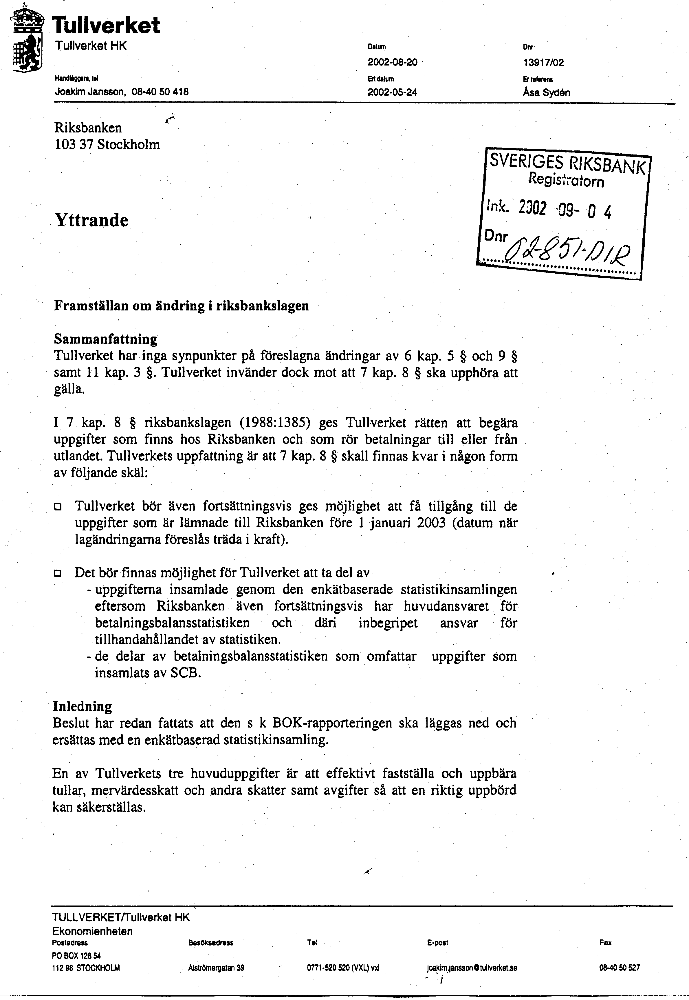 Tullverket
Tullverket HK
Datum
Dnr
2002-08-20
13917/02
Handläggare, tel
Ert datum
Er referens
Joakim Jansson, 08-40 50 418
2002-05-24
Åsa Sydén
Riksbanken
103 37 Stockholm
SVERIGES RIKSBANK
Registratorn
Ink. 2002 -09- 0 4
Dnr 02-851-DIR
Yttrande
Framställan om ändring i riksbankslagen
Sammanfattning
Tullverket har inga synpunkter på föreslagna ändringar av 6 kap. 5 § och 9 §
samt 11 kap. 3 §. Tullverket invänder dock mot att 7 kap. 8 § ska upphöra att
gälla.
I 7 kap. 8 § riksbankslagen (1988:1385) ges Tullverket rätten att begära
uppgifter som finns hos Riksbanken och som rör betalningar till eller från
utlandet. Tullverkets uppfattning är att 7 kap. 8 § skall finnas kvar i någon form
av följande skäl:
□ Tullverket bör även fortsättningsvis ges möjlighet att få tillgång till de
uppgifter som är lämnade till Riksbanken före 1 januari 2003 (datum när
lagändringarna föreslås träda i kraft).
□ Det bör finnas möjlighet för Tullverket att ta del av
- uppgifterna insamlade genom den enkätbaserade statistikinsamlingen
eftersom Riksbanken även fortsättningsvis har huvudansvaret för
betalningsbalansstatistiken och däri inbegripet ansvar för
tillhandahållandet av statistiken.
- de delar av betalningsbalansstatistiken som omfattar uppgifter som
insamlats av SCB.
Inledning
Beslut har redan fattats att den s k BOK-rapporteringen ska läggas ned och
ersättas med en enkätbaserad statistikinsamling.
En av Tullverkets tre huvuduppgifter är att effektivt fastställa och uppbära
tullar, mervärdesskatt och andra skatter samt avgifter så att en riktig uppbörd
kan säkerställas.
TULLVERKET/Tullverket HK
Ekonomienheten
Postadress
Besöksadress
Tel
E-post
Fax
PO BOX 128 54
112 98 STOCKHOLM
Alströmergatan 39
0771-520 520 (VXL) vxl
joakim.jansson@tullverket.se
08-40 50 527